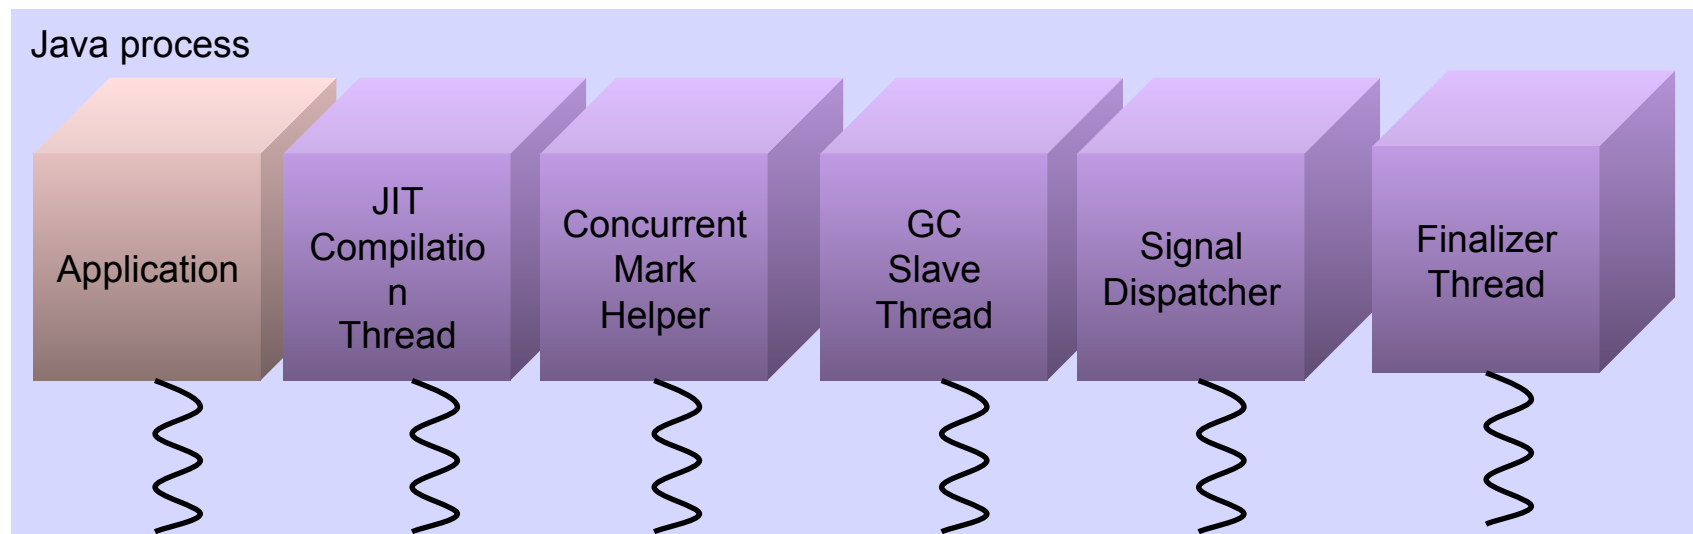 Java process
Application
JIT
Compilatio
n
Thread
Concurrent
Mark
Helper
GC
Slave
Thread
Signal
Dispatcher
Finalizer
Thread